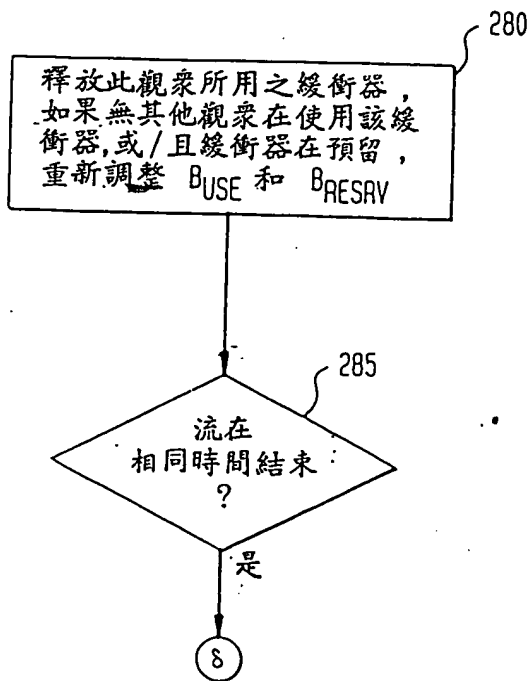 280
釋放此觀衆所用之緩衝器,
如果無其他觀衆在使用該緩
衝器,或/且緩衝器在預留,
重新調整 BUSE 和 BRESRV
285
流在
相同時間結束
?
是
δ